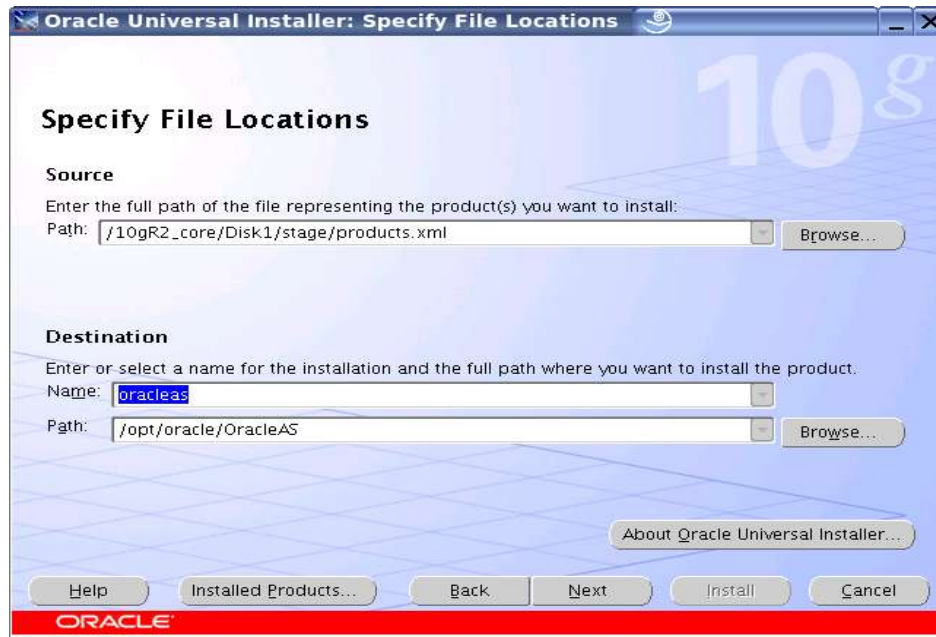 Oracle Universal Installer: Specify File Locations
10g
Specify File Locations
Source
Enter the full path of the file representing the product(s) you want to install:
Path: /10gR2_core/Disk1/stage/products.xml Browse...
Destination
Enter or select a name for the installation and the full path where you want to install the product.
Name: oracleas
Path: /opt/oracle/OracleAS Browse...
About Oracle Universal Installer...
Help Installed Products... Back Next Install Cancel
ORACLE